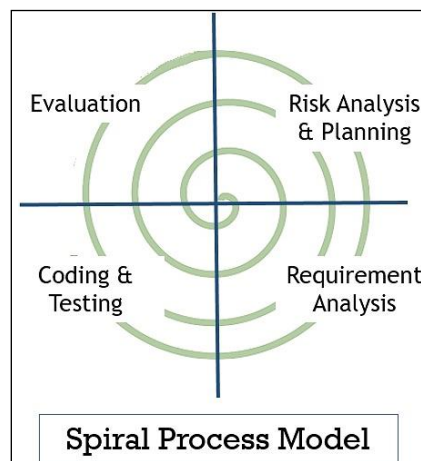 Evaluation
Risk Analysis
& Planning
Coding &
Testing
Requirement
Analysis
Spiral Process Model